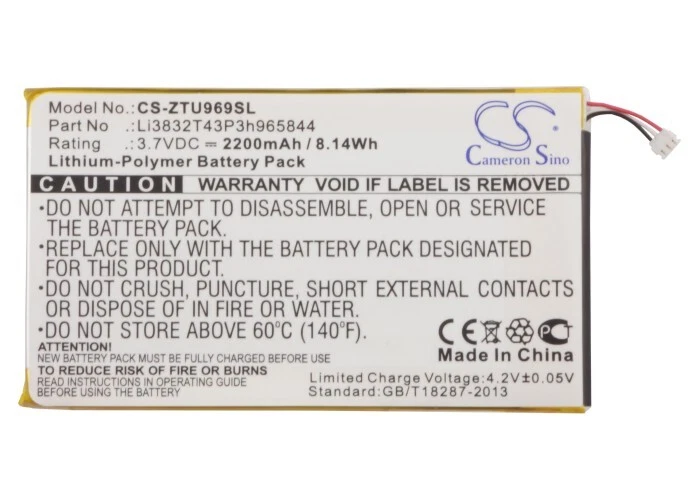 Model No.: CS-ZTU969SL
Part No : Li3832T43P3h965844
Rating : 3.7VDC ⎓ 2200mAh / 8.14Wh
Lithium-Polymer Battery Pack
CS
Cameron Sino
CAUTION: WARRANTY VOID IF LABEL IS REMOVED
•DO NOT ATTEMPT TO DISASSEMBLE, OPEN OR SERVICE
THE BATTERY PACK.
•REPLACE ONLY WITH THE BATTERY PACK DESIGNATED
FOR THIS SYSTEM.
•DO NOT CRUSH, PUNCTURE, SHORT EXTERNAL CONTACTS
OR DISPOSE OF IN FIRE OR WATER.
•DO NOT STORE ABOVE 60°C (140°F).
ATTENTION:
NEW BATTERY PACK MUST BE FULLY CHARGED BEFORE USE
TO REDUCE RISK OF FIRE OR BURNS
READ INSTRUCTIONS IN OWNER'S MANUAL
BEFORE USING THE BATTERY PACK.
CE
Made In China
Limited Charge Voltage:4.2V±0.05V
Standard:GB/T18287-2013